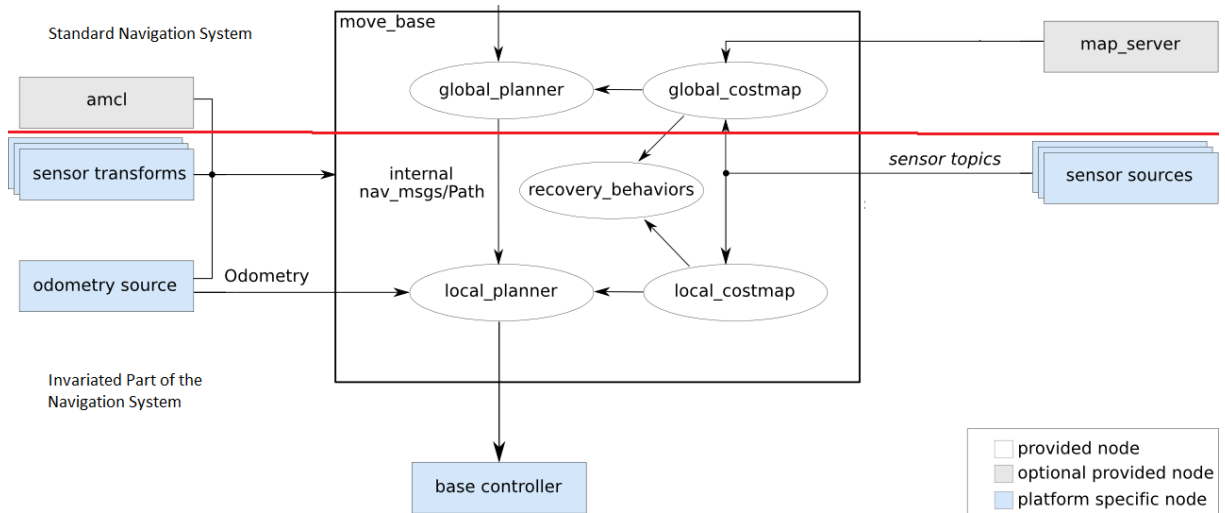 Standard Navigation System
move_base
map_server
amcl
global_planner
global_costmap
sensor transforms
internal
nav_msgs/Path
recovery_behaviors
sensor topics
sensor sources
odometry source
Odometry
local_planner
local_costmap
Invariated Part of the
Navigation System
base controller
provided node
optional provided node
platform specific node